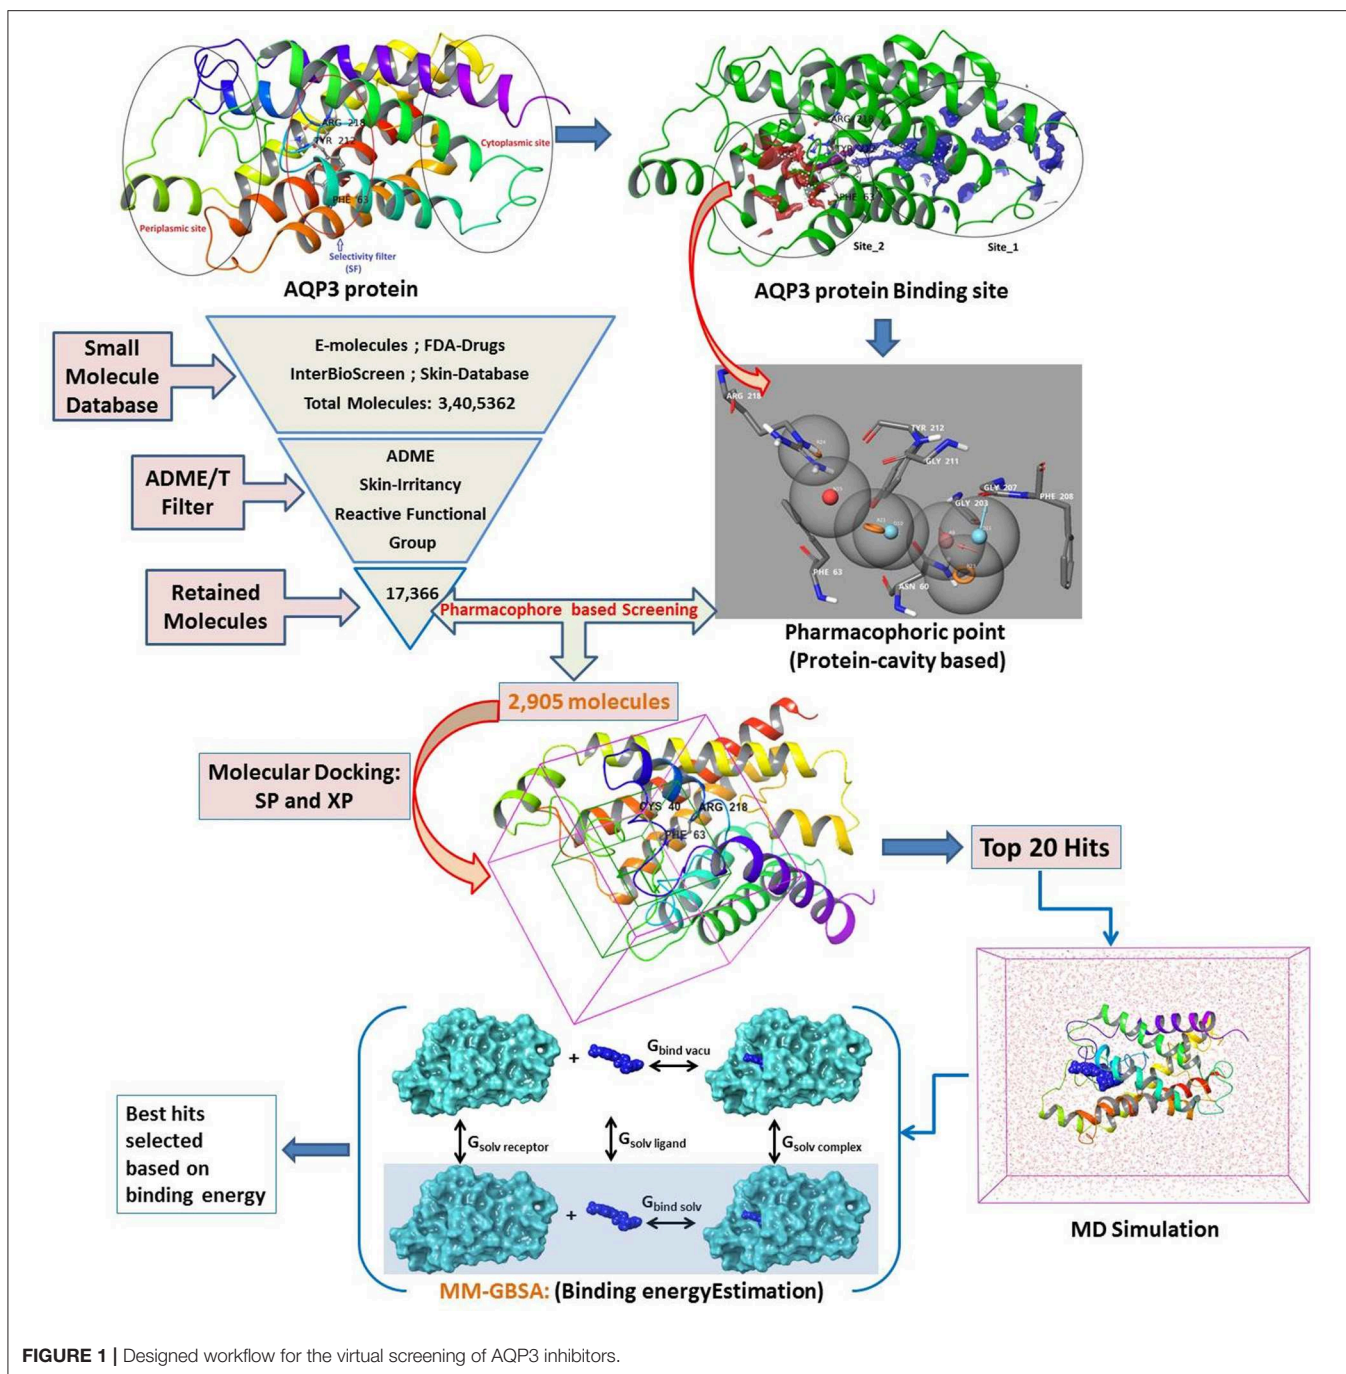 ARG 218
TYR 212
PHE 63
Cytoplasmic site
Periplasmic site
Selectivity filter
(SF)
AQP3 protein
ARG 218
PHE 63
Site_2
Site_1
AQP3 protein Binding site
Small
Molecule
Database
E-molecules ; FDA-Drugs
InterBioScreen ; Skin-Database
Total Molecules: 3,40,5362
ADME/T
Filter
ADME
Skin-Irritancy
Reactive Functional
Group
Retained
Molecules
17,366
Pharmacophore based Screening
ARG 218
TYR 212
GLY 211
GLY 207
PHE 208
GLY 203
PHE 63
ASN 60
Pharmacophoric point
(Protein-cavity based)
2,905 molecules
Molecular Docking:
SP and XP
CYS 40
ARG 218
PHE 63
Top 20 Hits
MD Simulation
+
G bind vacu
G solv receptor
G solv ligand
G solv complex
+
G bind solv
MM-GBSA: (Binding energyEstimation)
Best hits
selected
based on
binding energy
FIGURE 1 | Designed workflow for the virtual screening of AQP3 inhibitors.